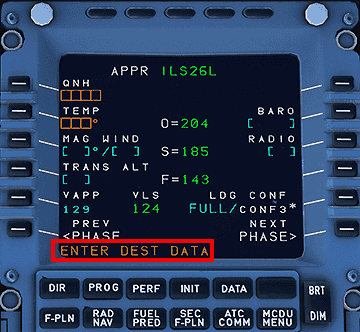 APPR ILS26L
QNH
TEMP BARO
° O=204 [ ]
MAG WIND RADIO
[ ]°/[ ] S=185 [ ]
TRANS ALT
[ ] F=143
VAPP VLS LDG CONF
129 124 FULL/CONF3*
PREV NEXT
<PHASE PHASE>
ENTER DEST DATA
DIR PROG PERF INIT DATA BRT
F-PLN RAD NAV FUEL PRED SEC F-PLN ATC COMM MCDU MENU DIM